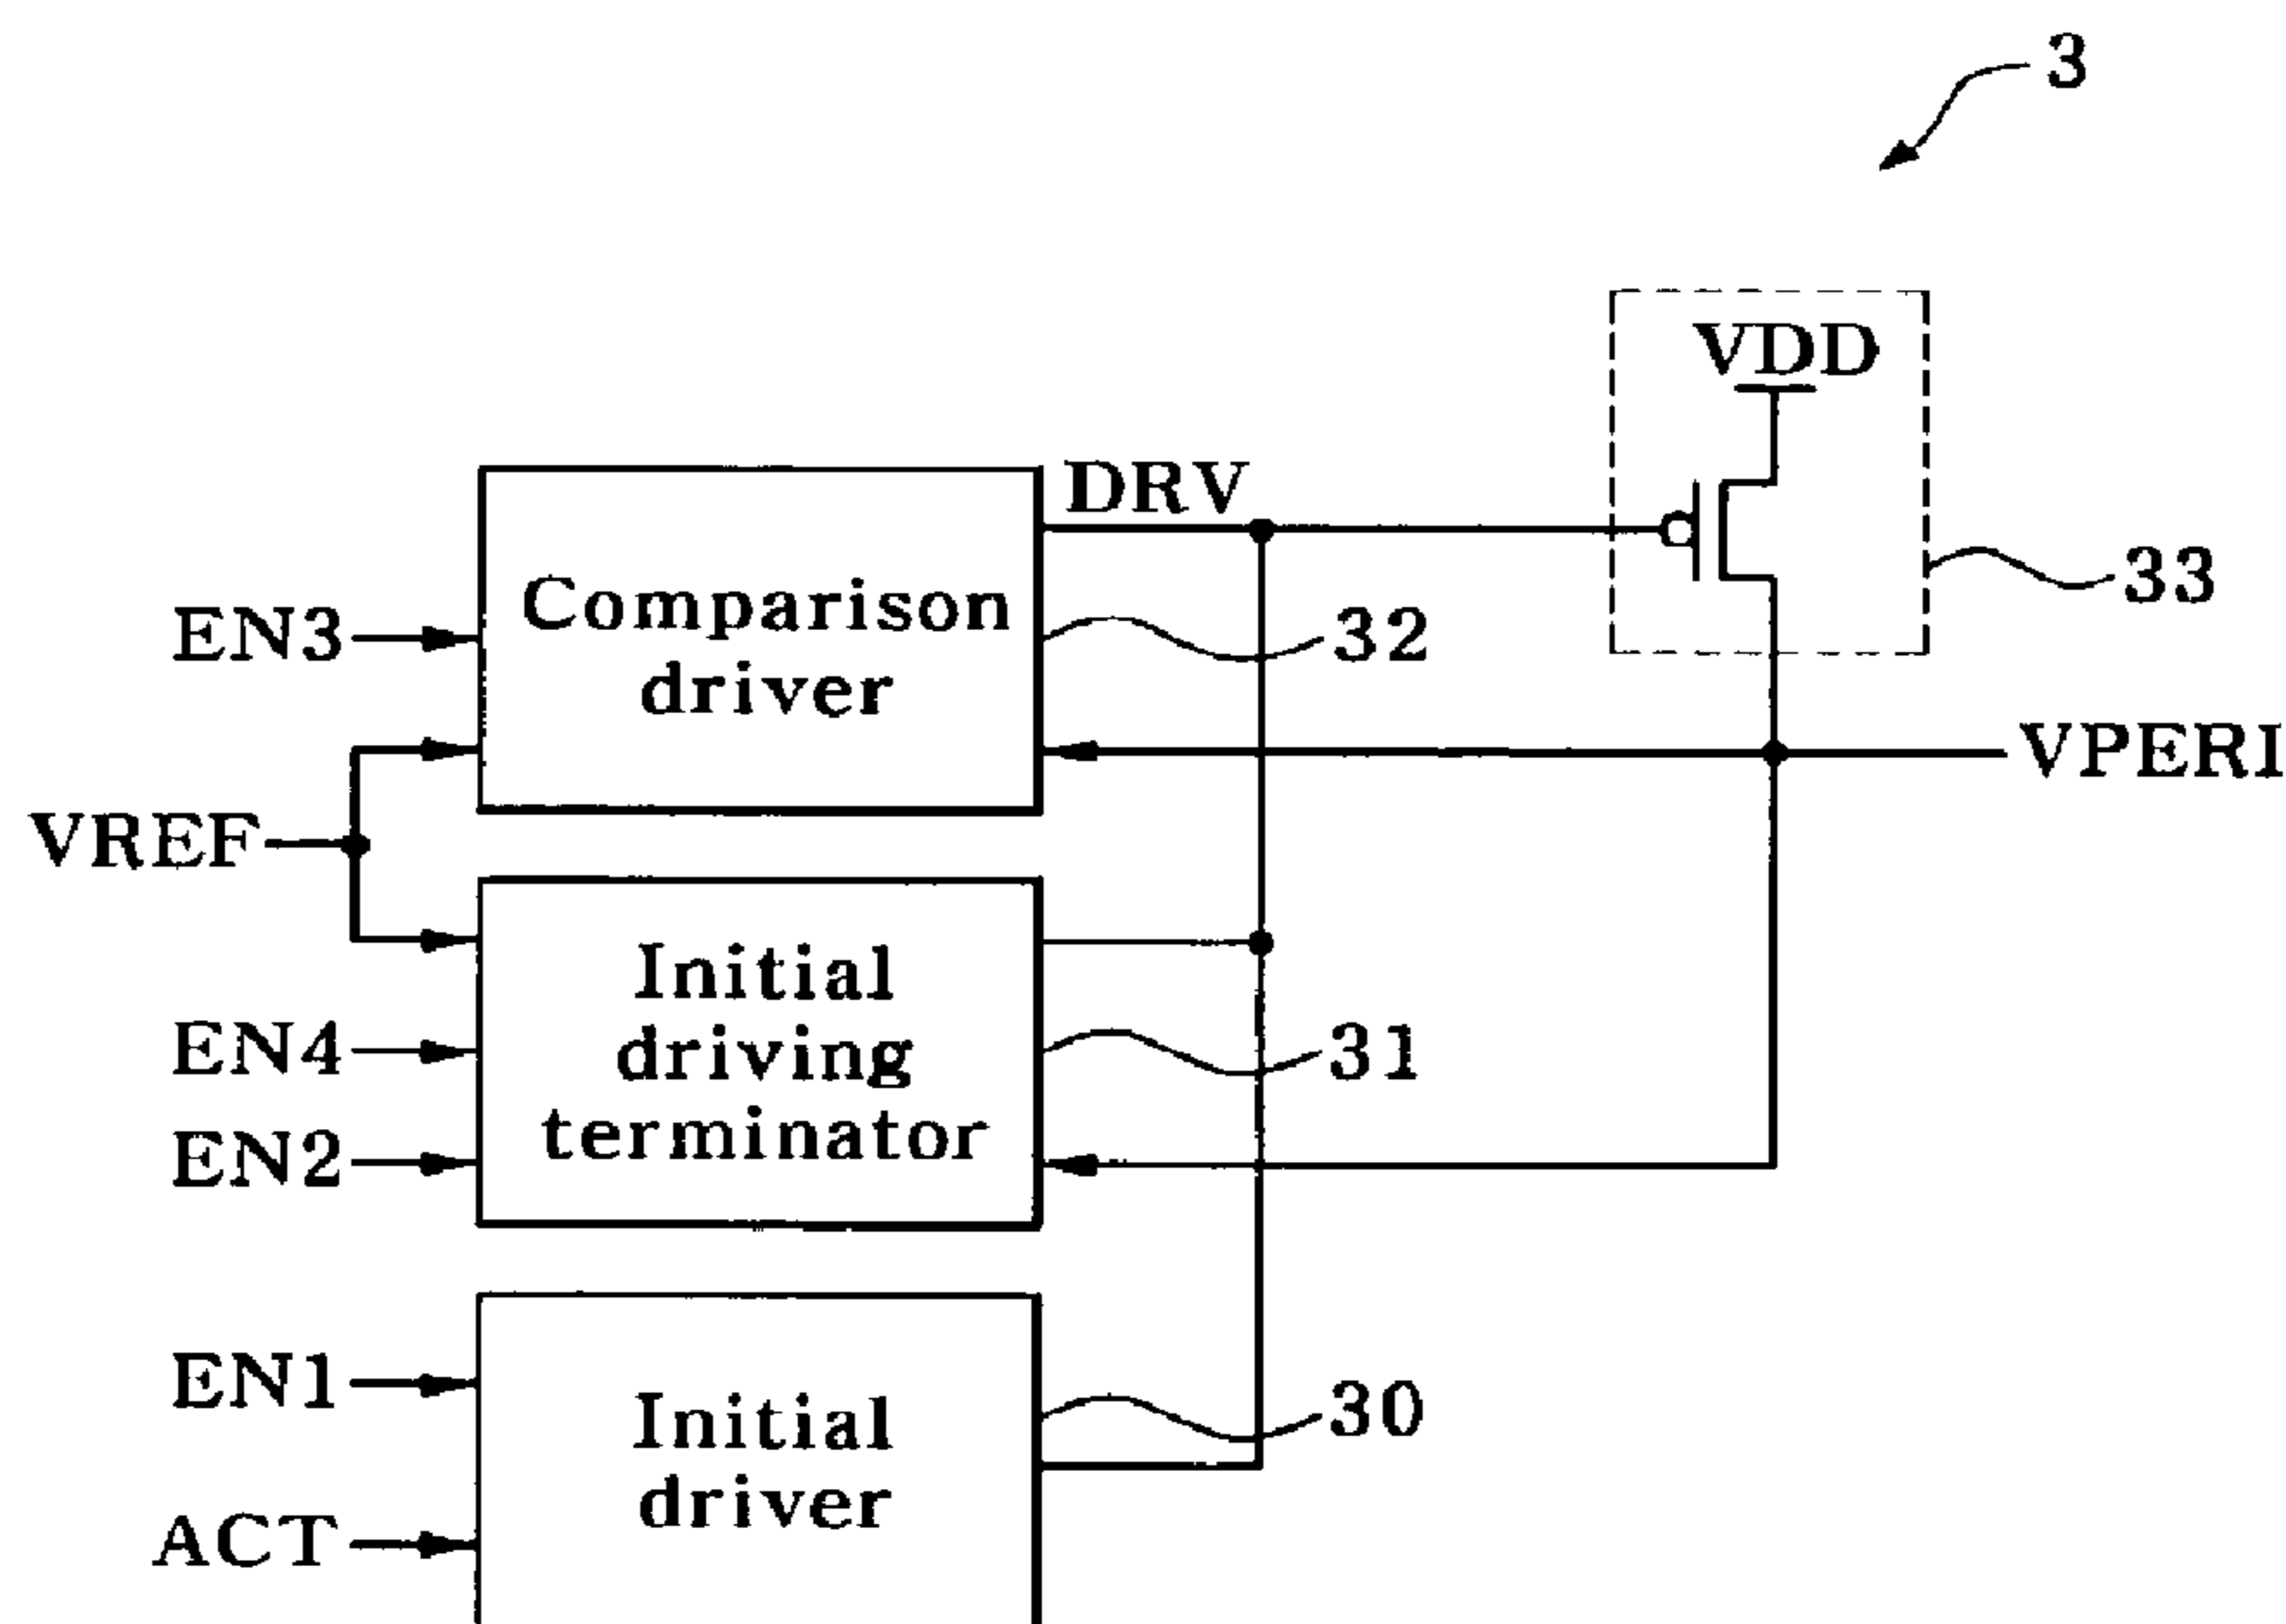 3
VDD
DRV
33
EN3
Comparison
driver
32
VPERI
VREF
Initial
driving
terminator
EN4
31
EN2
EN1
Initial
driver
30
ACT